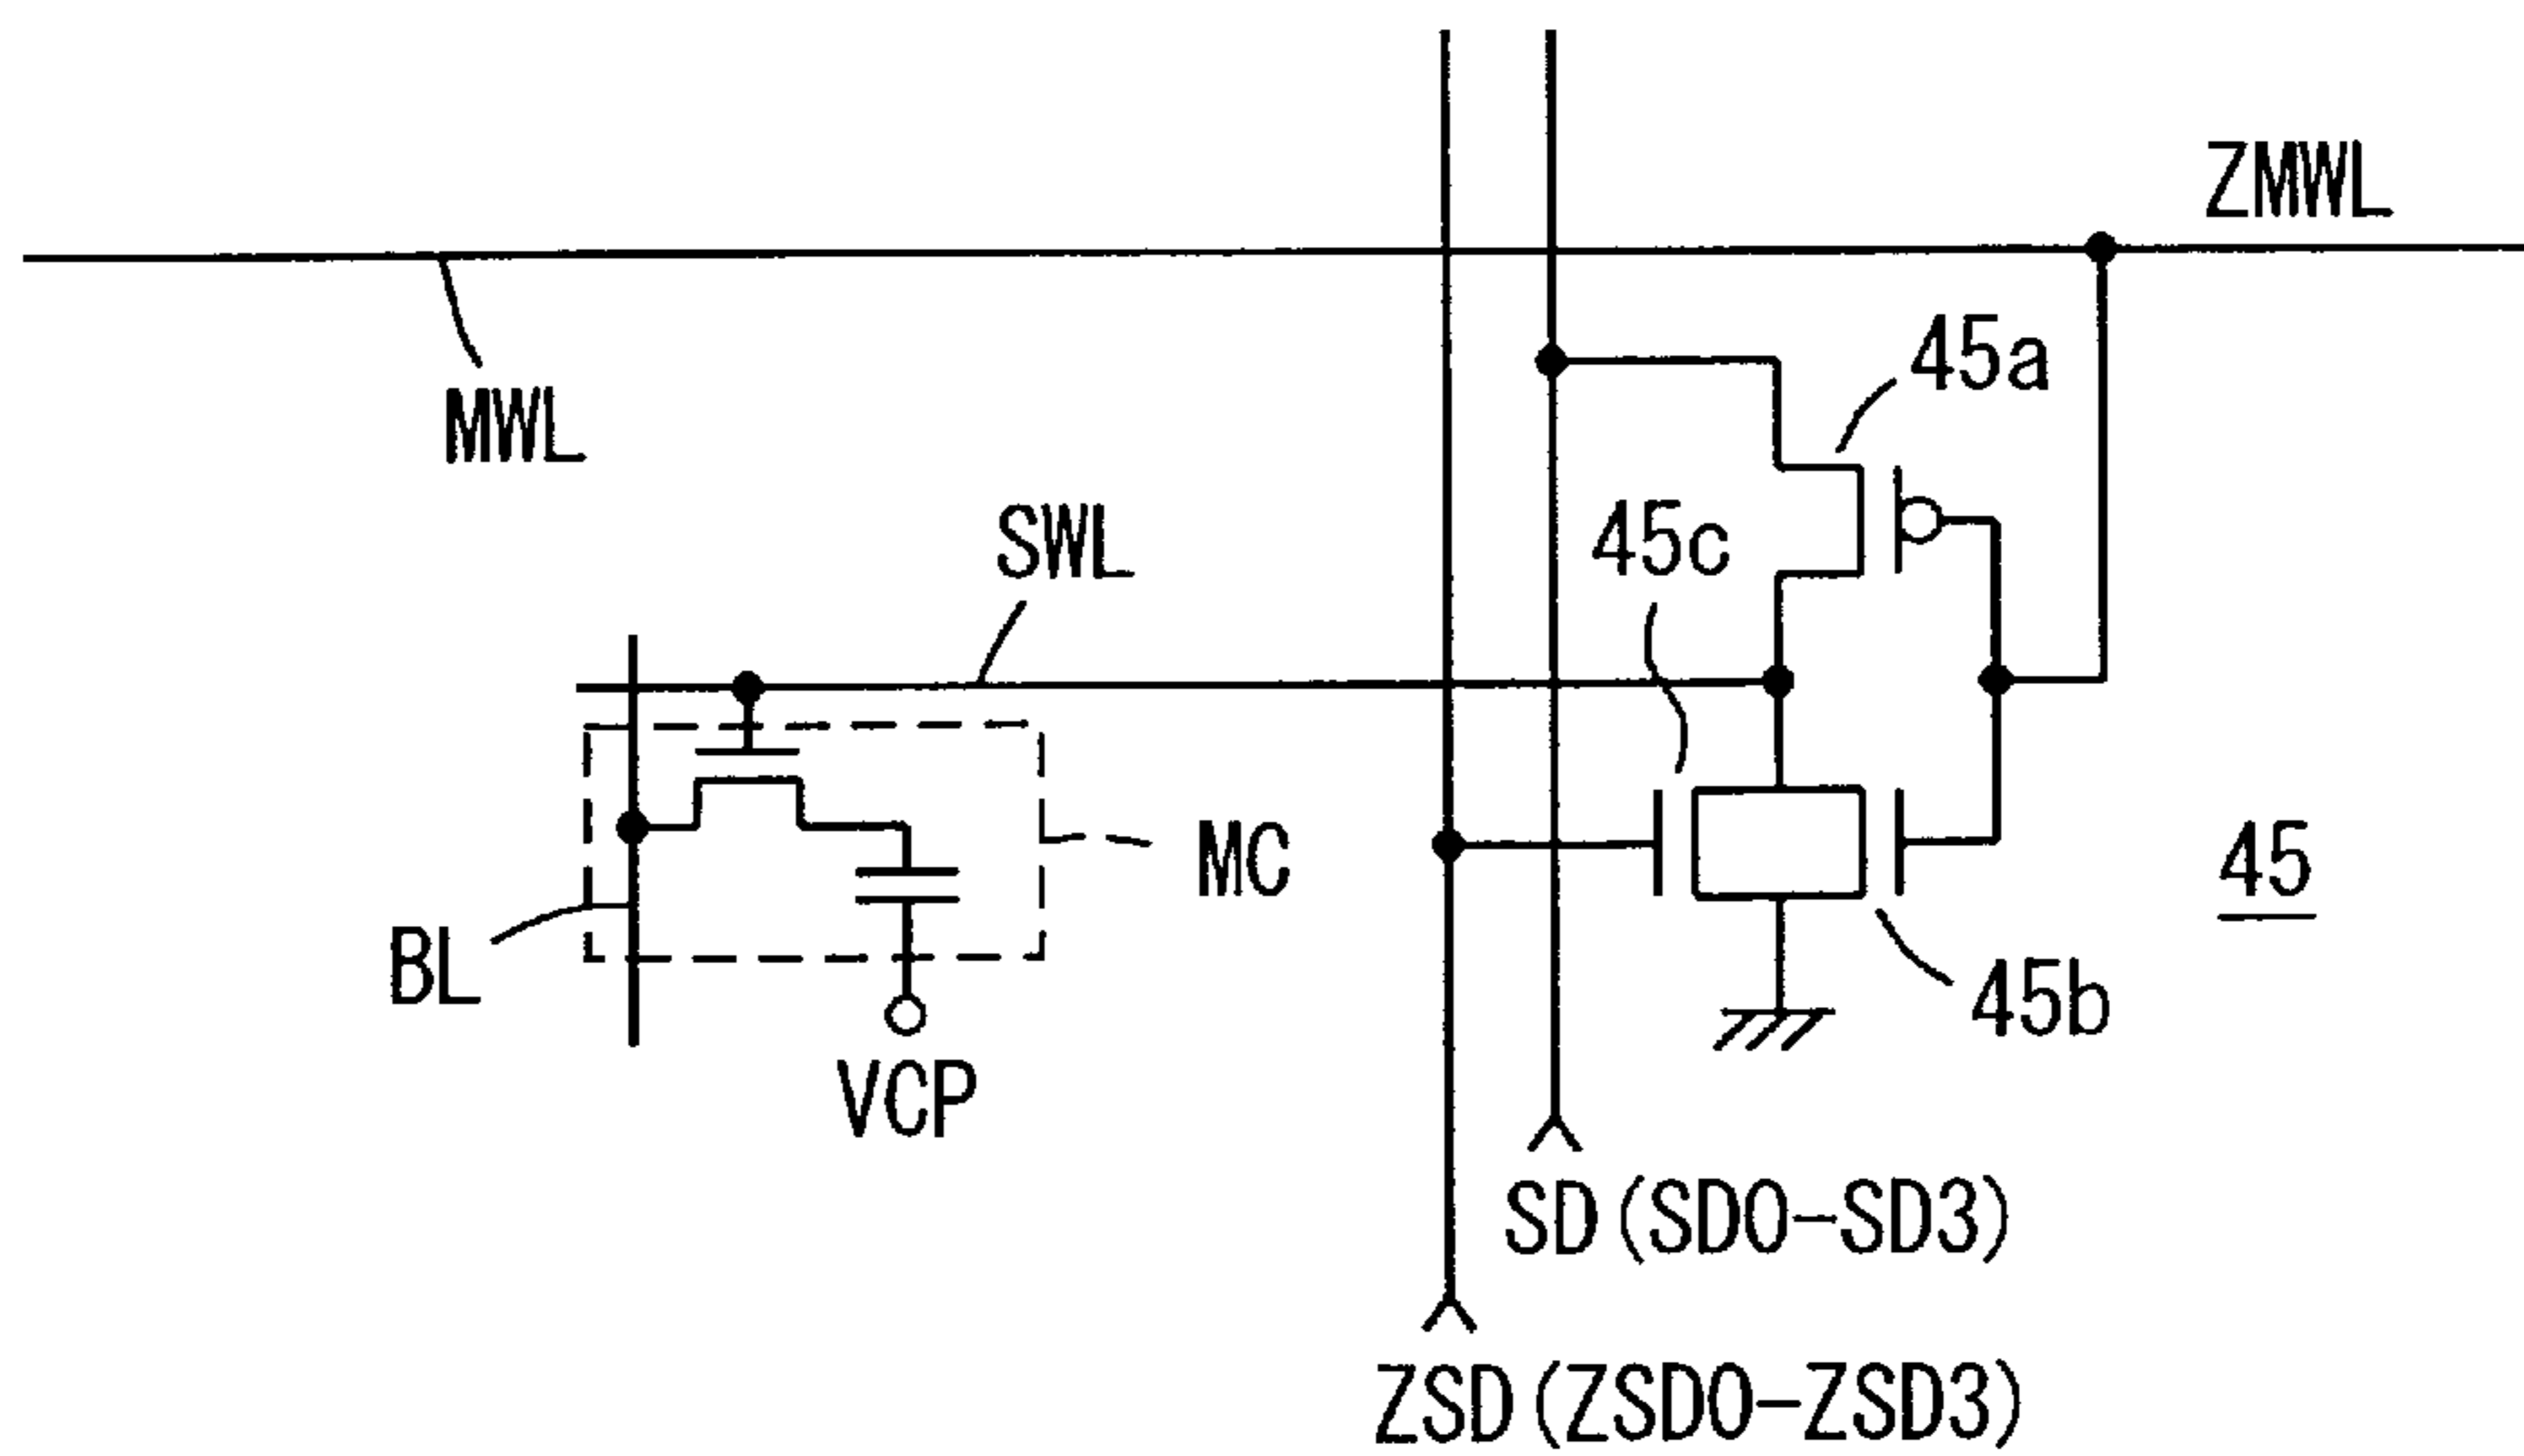 ZMWL
45a
MWL
45c
SWL
MC
45
BL
45b
VCP
SD(SD0-SD3)
ZSD(ZSD0-ZSD3)